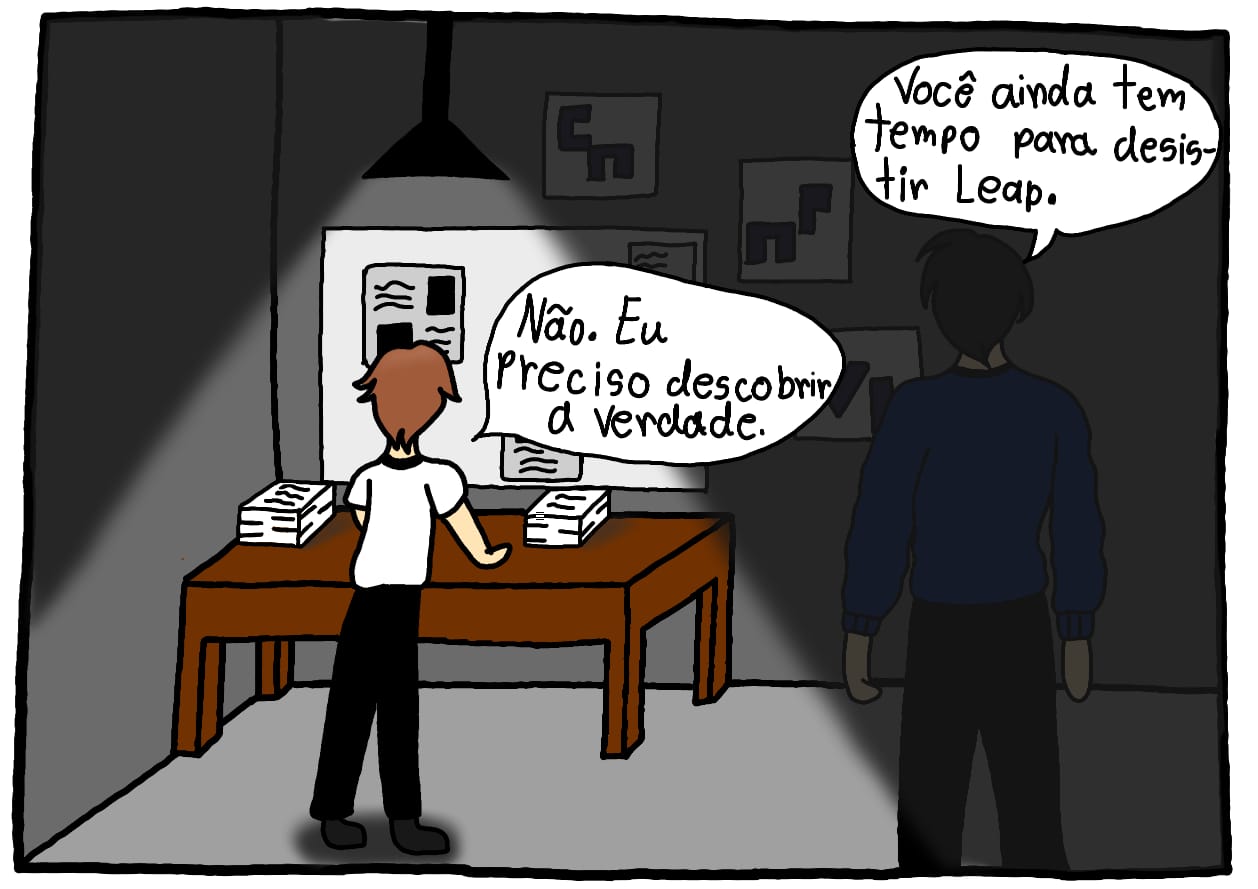 Você ainda tem
tempo para desis-
tir Leap.
Não. Eu
preciso descobrir
a verdade.